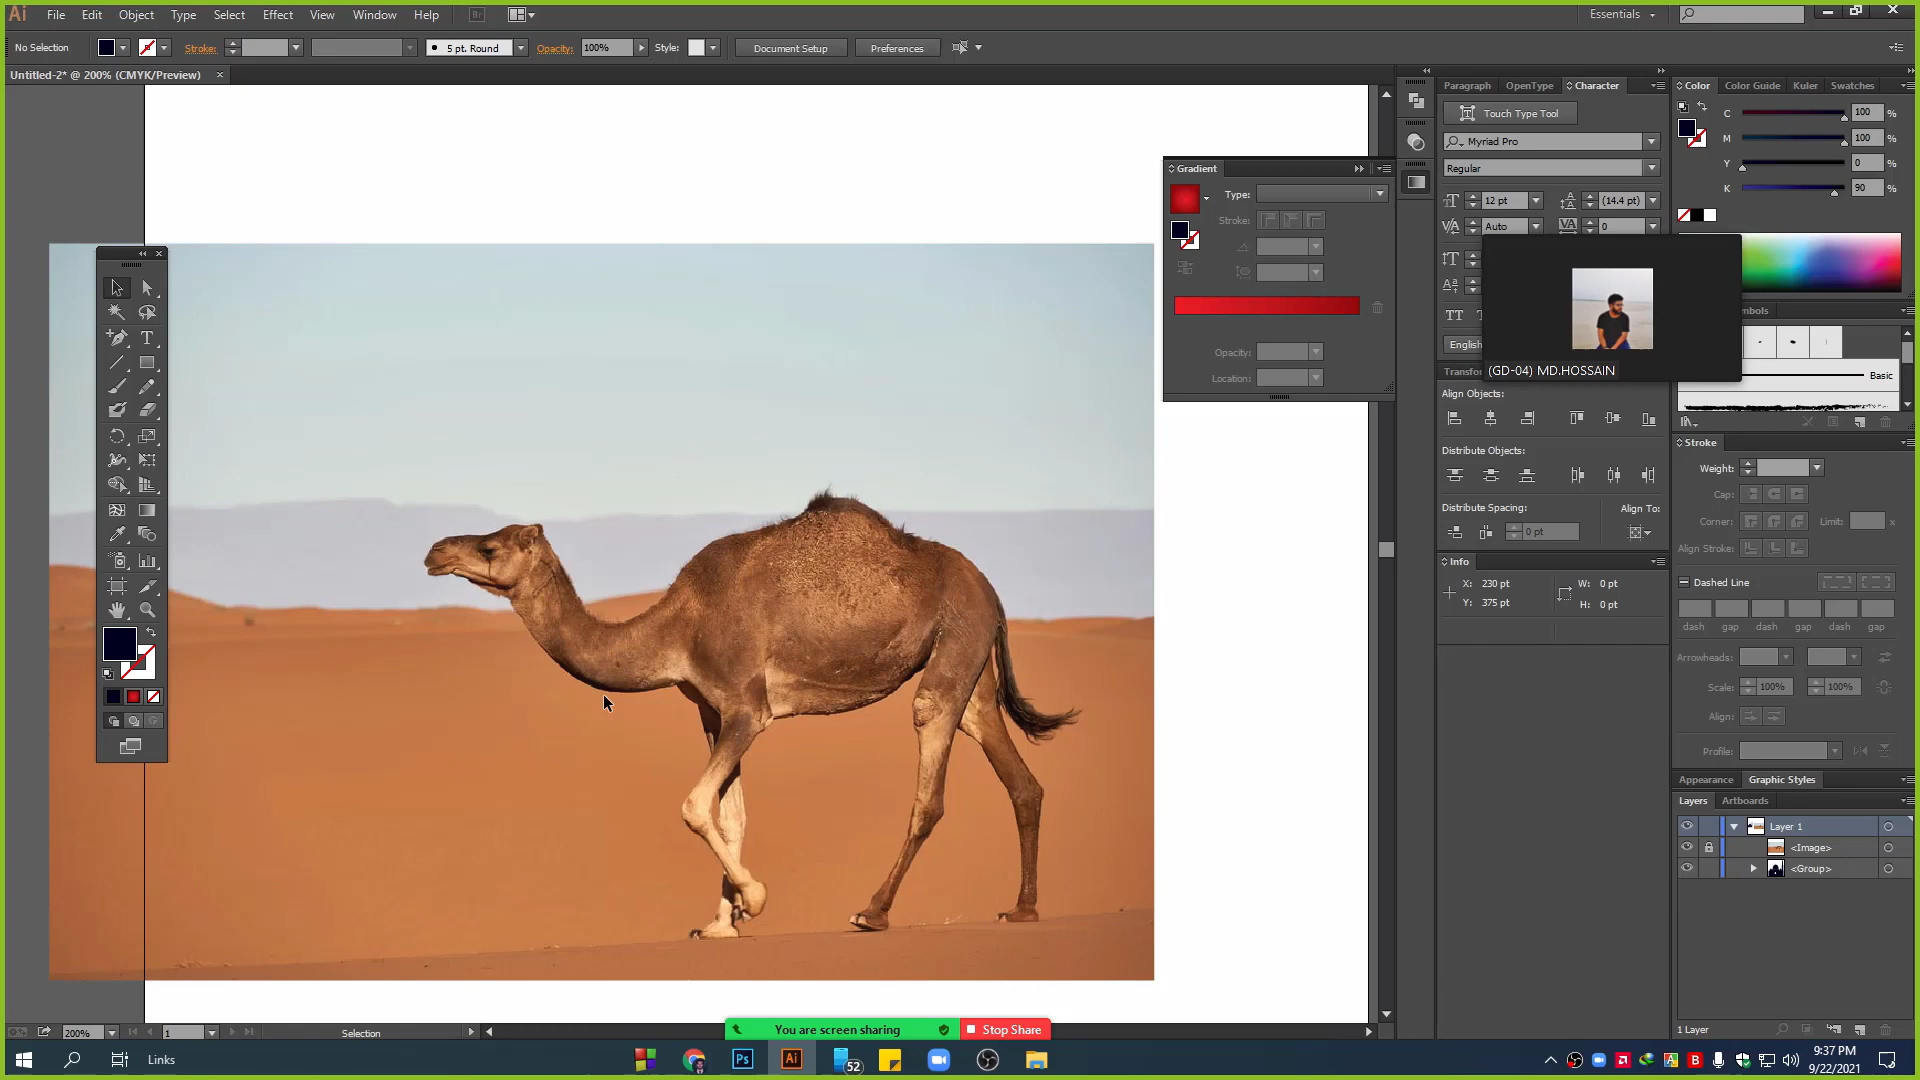 Ai File Edit Object Type Select Effect View Window Help Br Essentials
No Selection Stroke: 5 pt. Round Opacity: 100% Style: Document Setup Preferences
Untitled-2* @ 200% (CMYK/Preview) ×
Paragraph OpenType Character
Touch Type Tool
Myriad Pro
Regular
12 pt (14.4 pt)
Auto 0
TT
English
(GD-04) MD.HOSSAIN
Color Color Guide Kuler Swatches
C 100 %
M 100 %
Y 0 %
K 90 %
Gradient
Type:
Stroke:
Opacity:
Location:
Basic
Align Objects:
Distribute Objects:
Distribute Spacing: Align To:
0 pt
Info
X: 230 pt W: 0 pt
Y: 375 pt H: 0 pt
Stroke
Weight:
Cap:
Corner: Limit: x
Align Stroke:
Dashed Line
dash gap dash gap dash gap
Arrowheads:
Scale: 100% 100%
Align:
Profile:
Appearance Graphic Styles
Layers Artboards
Layer 1
<Image>
<Group>
1 Layer
200% 1 Selection
You are screen sharing Stop Share
Links Ps Ai 52 B
9:37 PM
9/22/2021